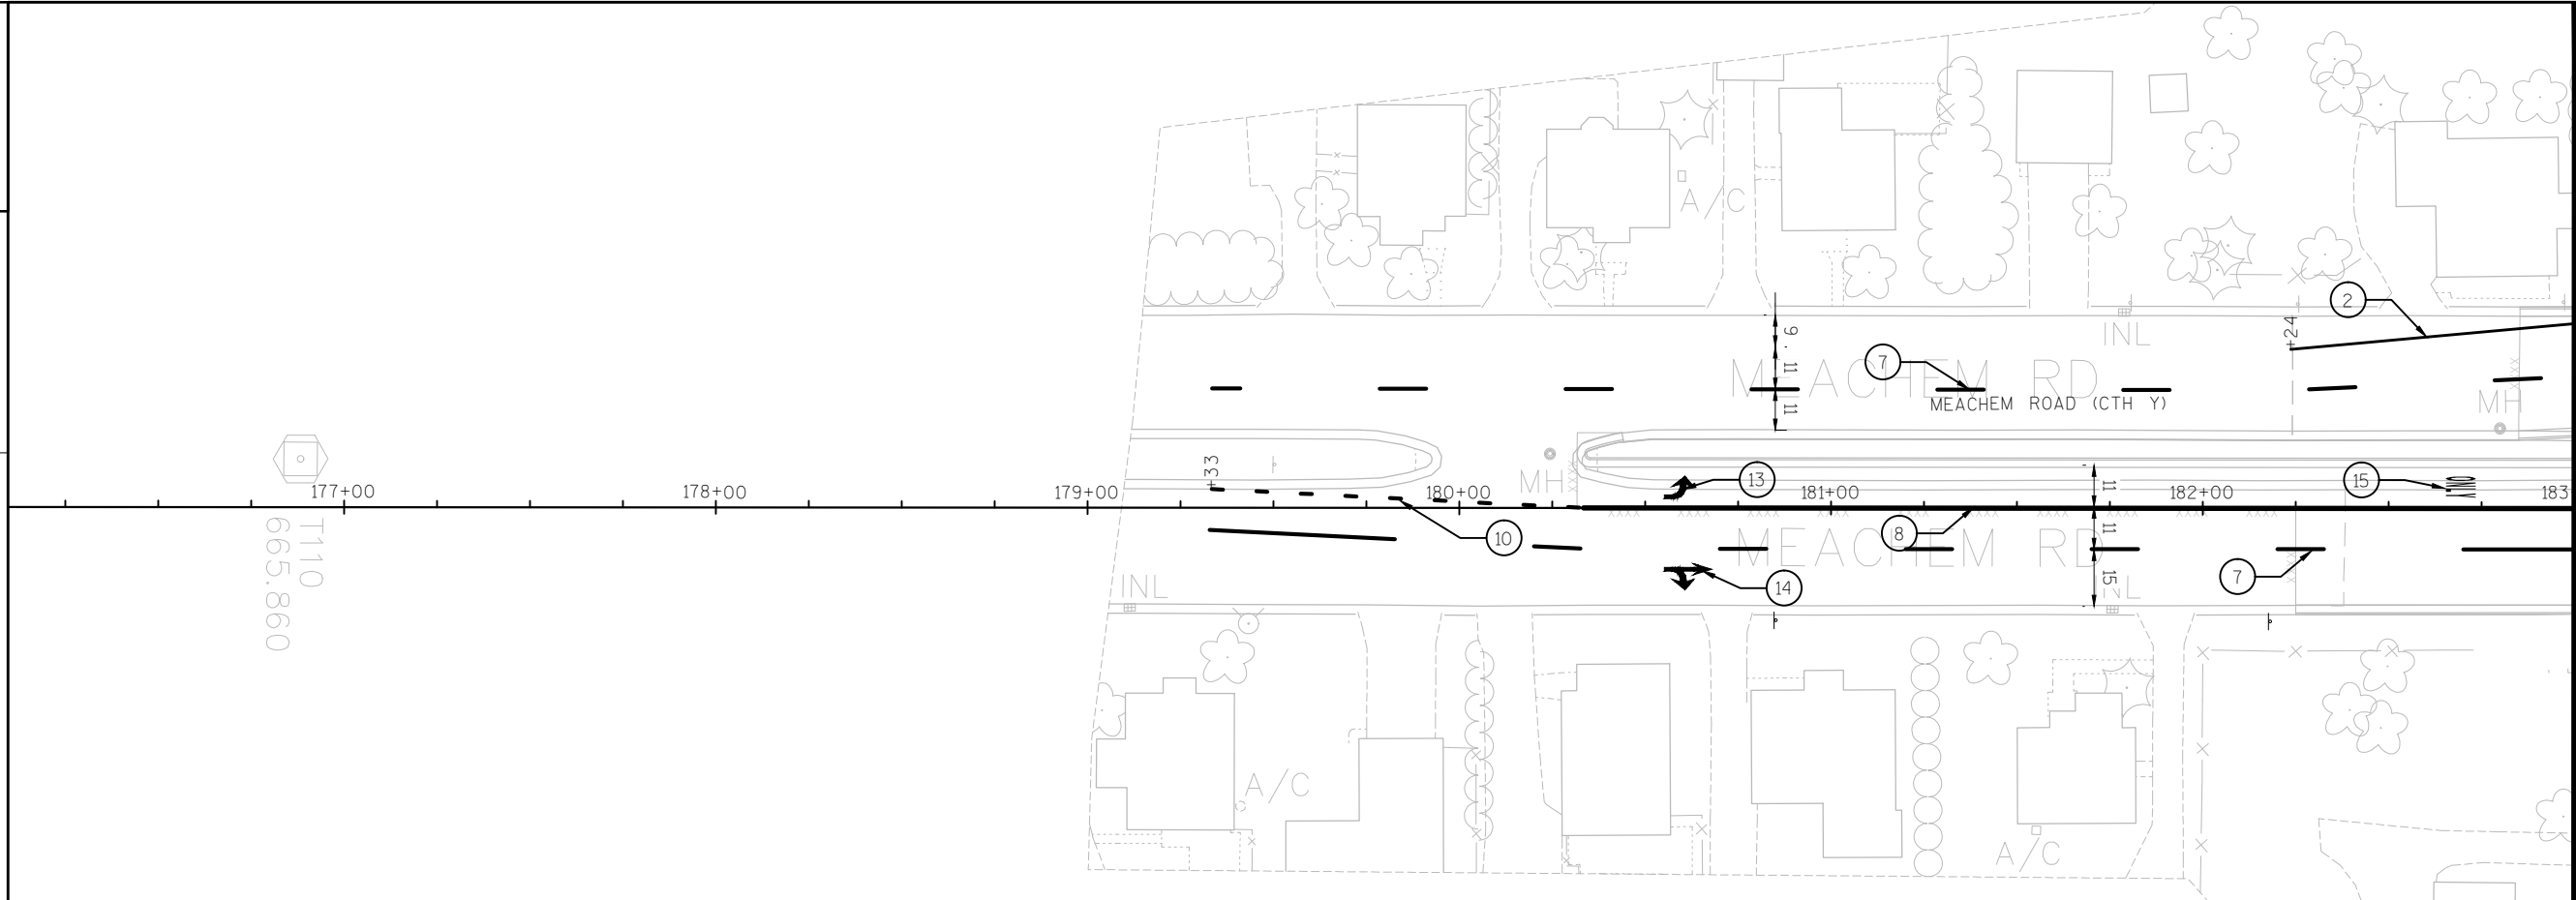 A/C
2
+24
6
.
11
11
INL
7
MEACHEM RD
MEACHEM ROAD (CTH Y)
MH
+33
MH
13
15
11
177+00
178+00
179+00
180+00
181+00
182+00
183
T110
665.860
10
8
MEACHEM RD
11
7
14
15
INL
INL
A/C
A/C